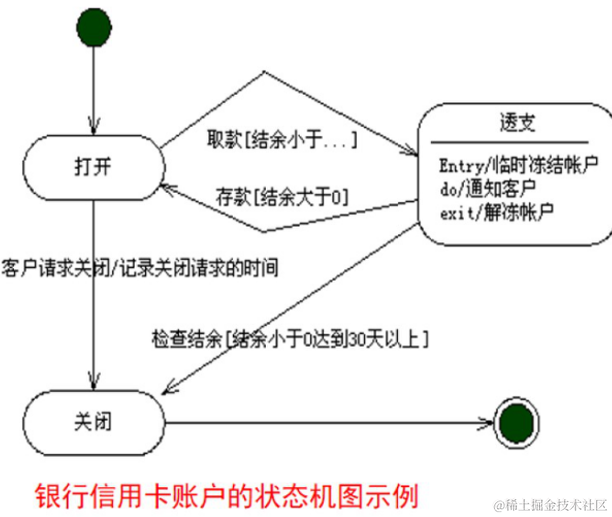 取款[结余小于...]
透支
打开
Entry/临时冻结帐户
do/通知客户
exit/解冻帐户
存款[结余大于0]
客户请求关闭/记录关闭请求的时间
检查结余[结余小于0达到30天以上]
关闭
银行信用卡账户的状态机图示例
@稀土掘金技术社区